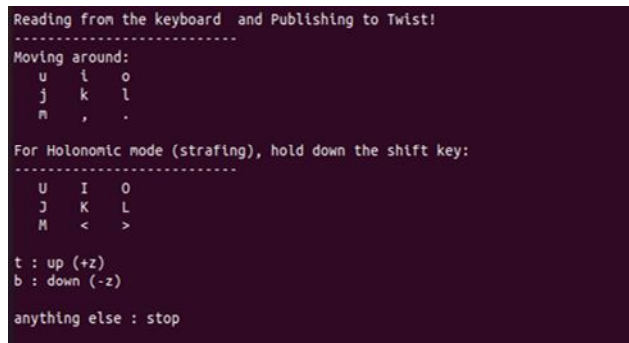 Reading from the keyboard  and Publishing to Twist!
---------------------------
Moving around:
   u    i    o
   j    k    l
   m    ,    .

For Holonomic mode (strafing), hold down the shift key:
---------------------------
   U    I    O
   J    K    L
   M    <    >

t : up (+z)
b : down (-z)

anything else : stop